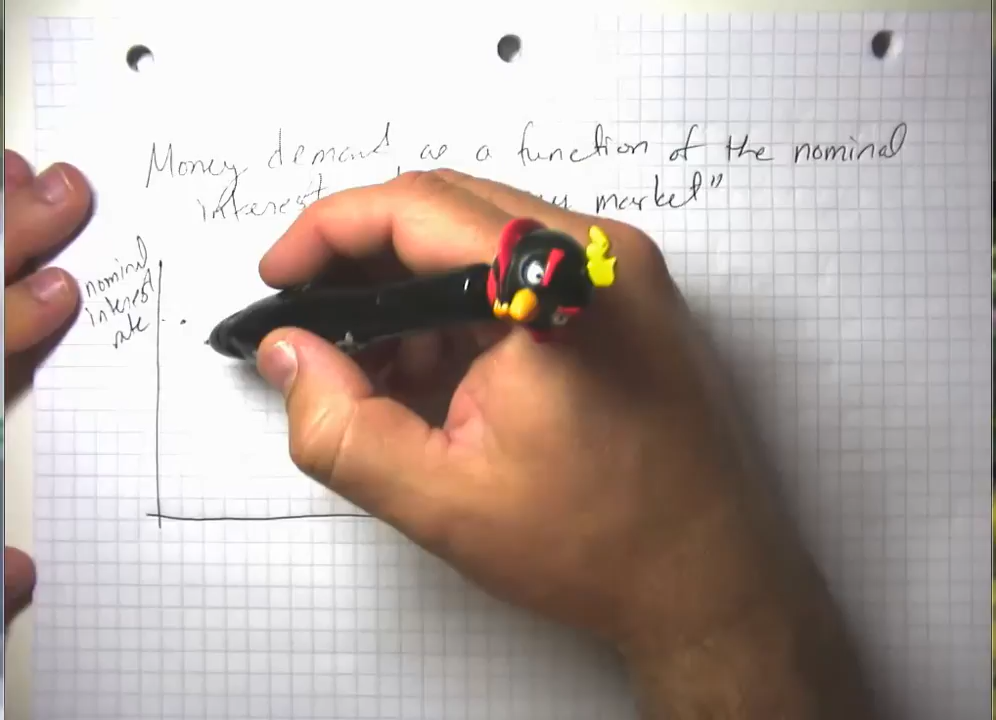 Money demand as a function of the nominal
interest market"
nominal
interest
rate